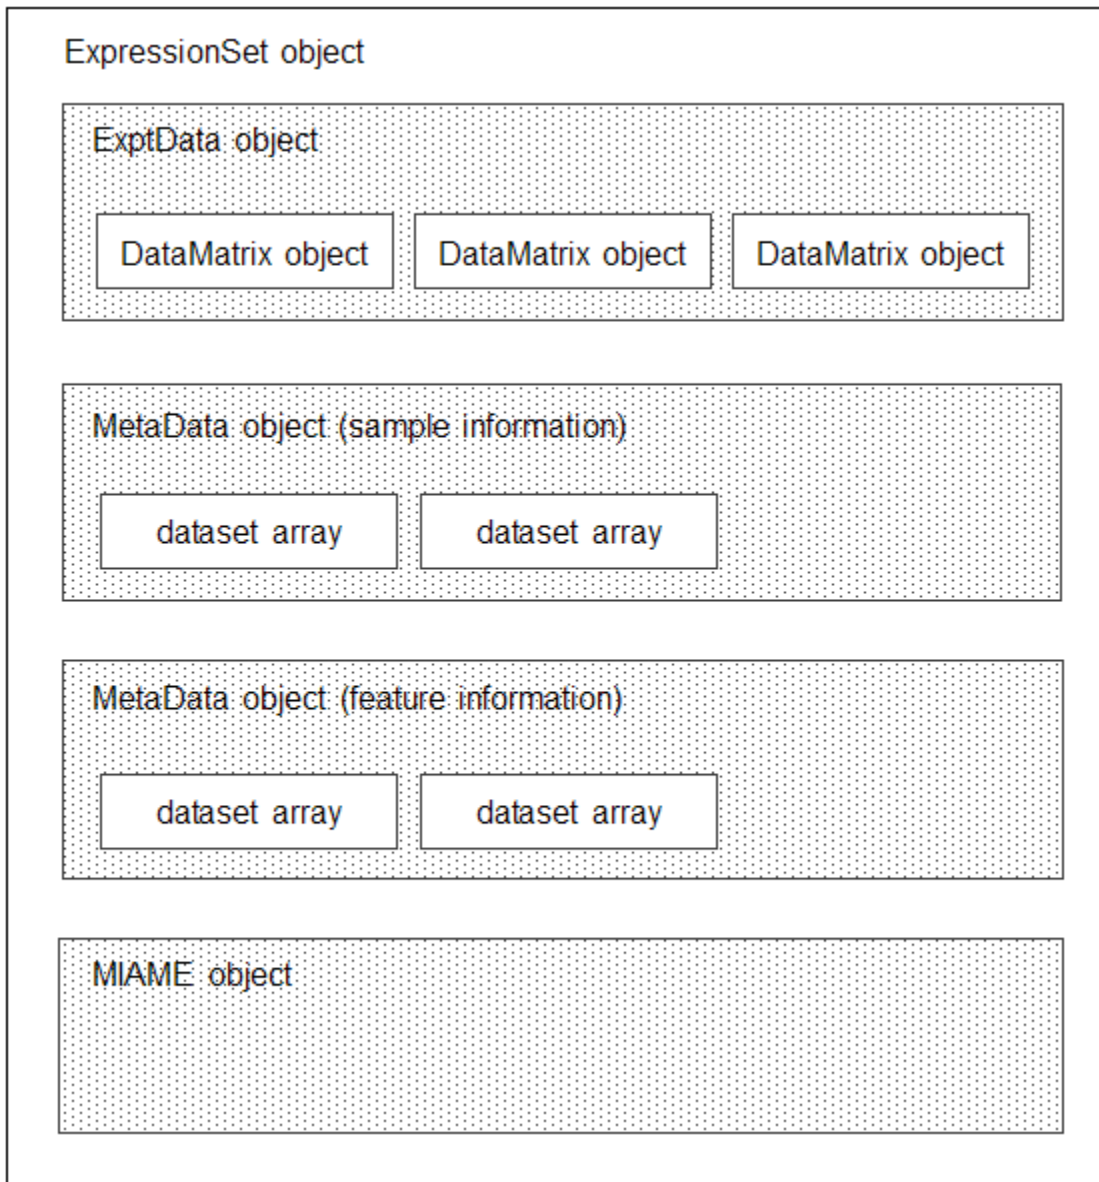 ExpressionSet object
ExptData object
DataMatrix object DataMatrix object DataMatrix object
MetaData object (sample information)
dataset array dataset array
MetaData object (feature information)
dataset array dataset array
MIAME object